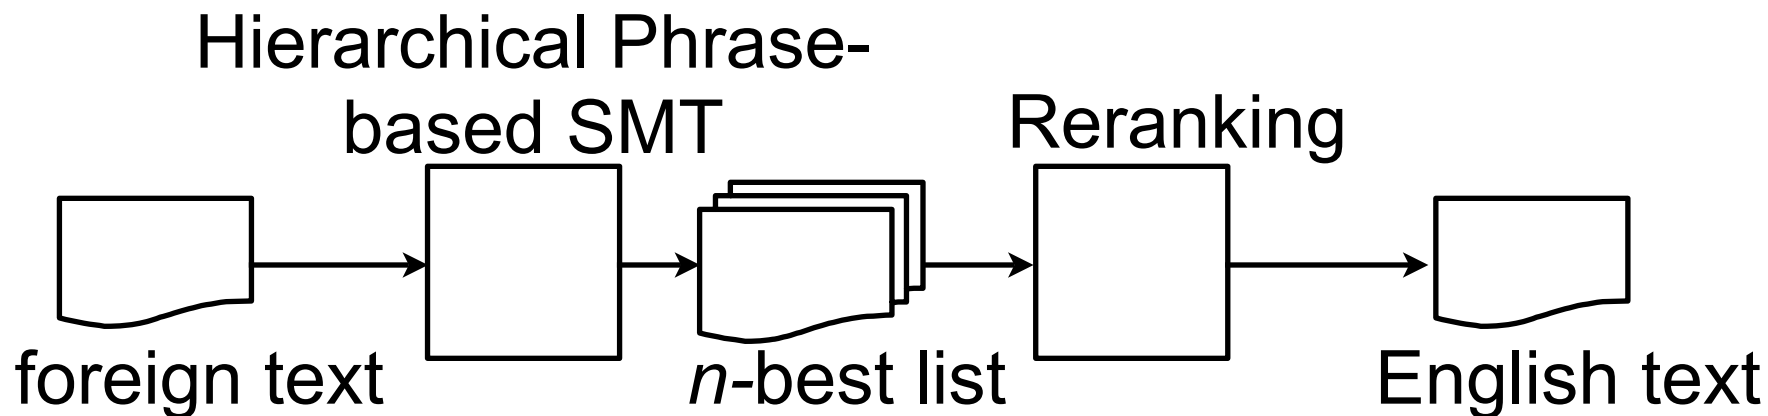 Hierarchical Phrase-
based SMT
Reranking
foreign text
n-best list
English text